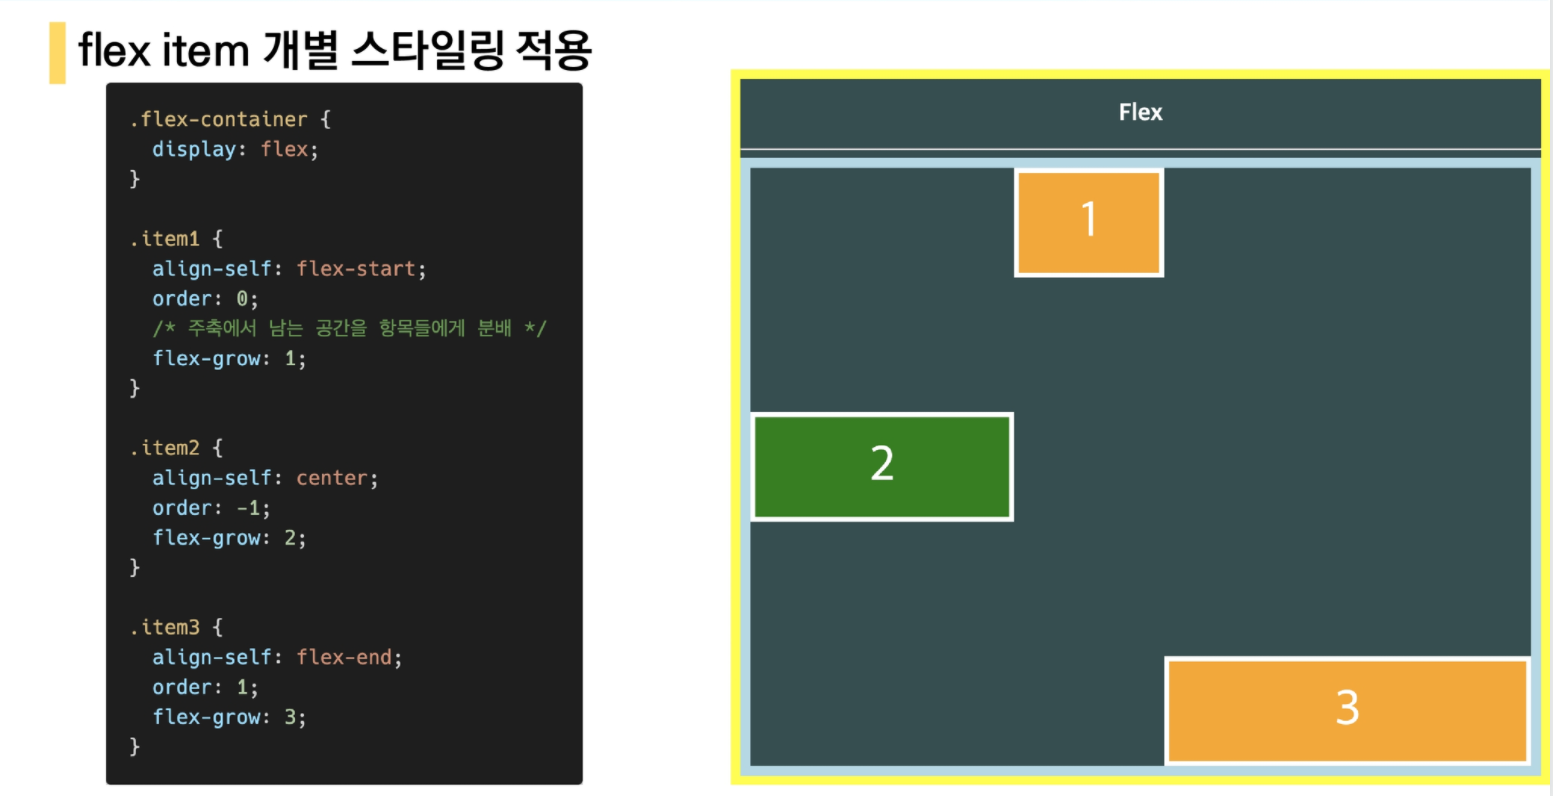 flex item 개별 스타일링 적용
.flex-container {
  display: flex;
}
.item1 {
  align-self: flex-start;
  order: 0;
  /* 주축에서 남는 공간을 항목들에게 분배 */
  flex-grow: 1;
}
.item2 {
  align-self: center;
  order: -1;
  flex-grow: 2;
}
.item3 {
  align-self: flex-end;
  order: 1;
  flex-grow: 3;
}
Flex
1
2
3